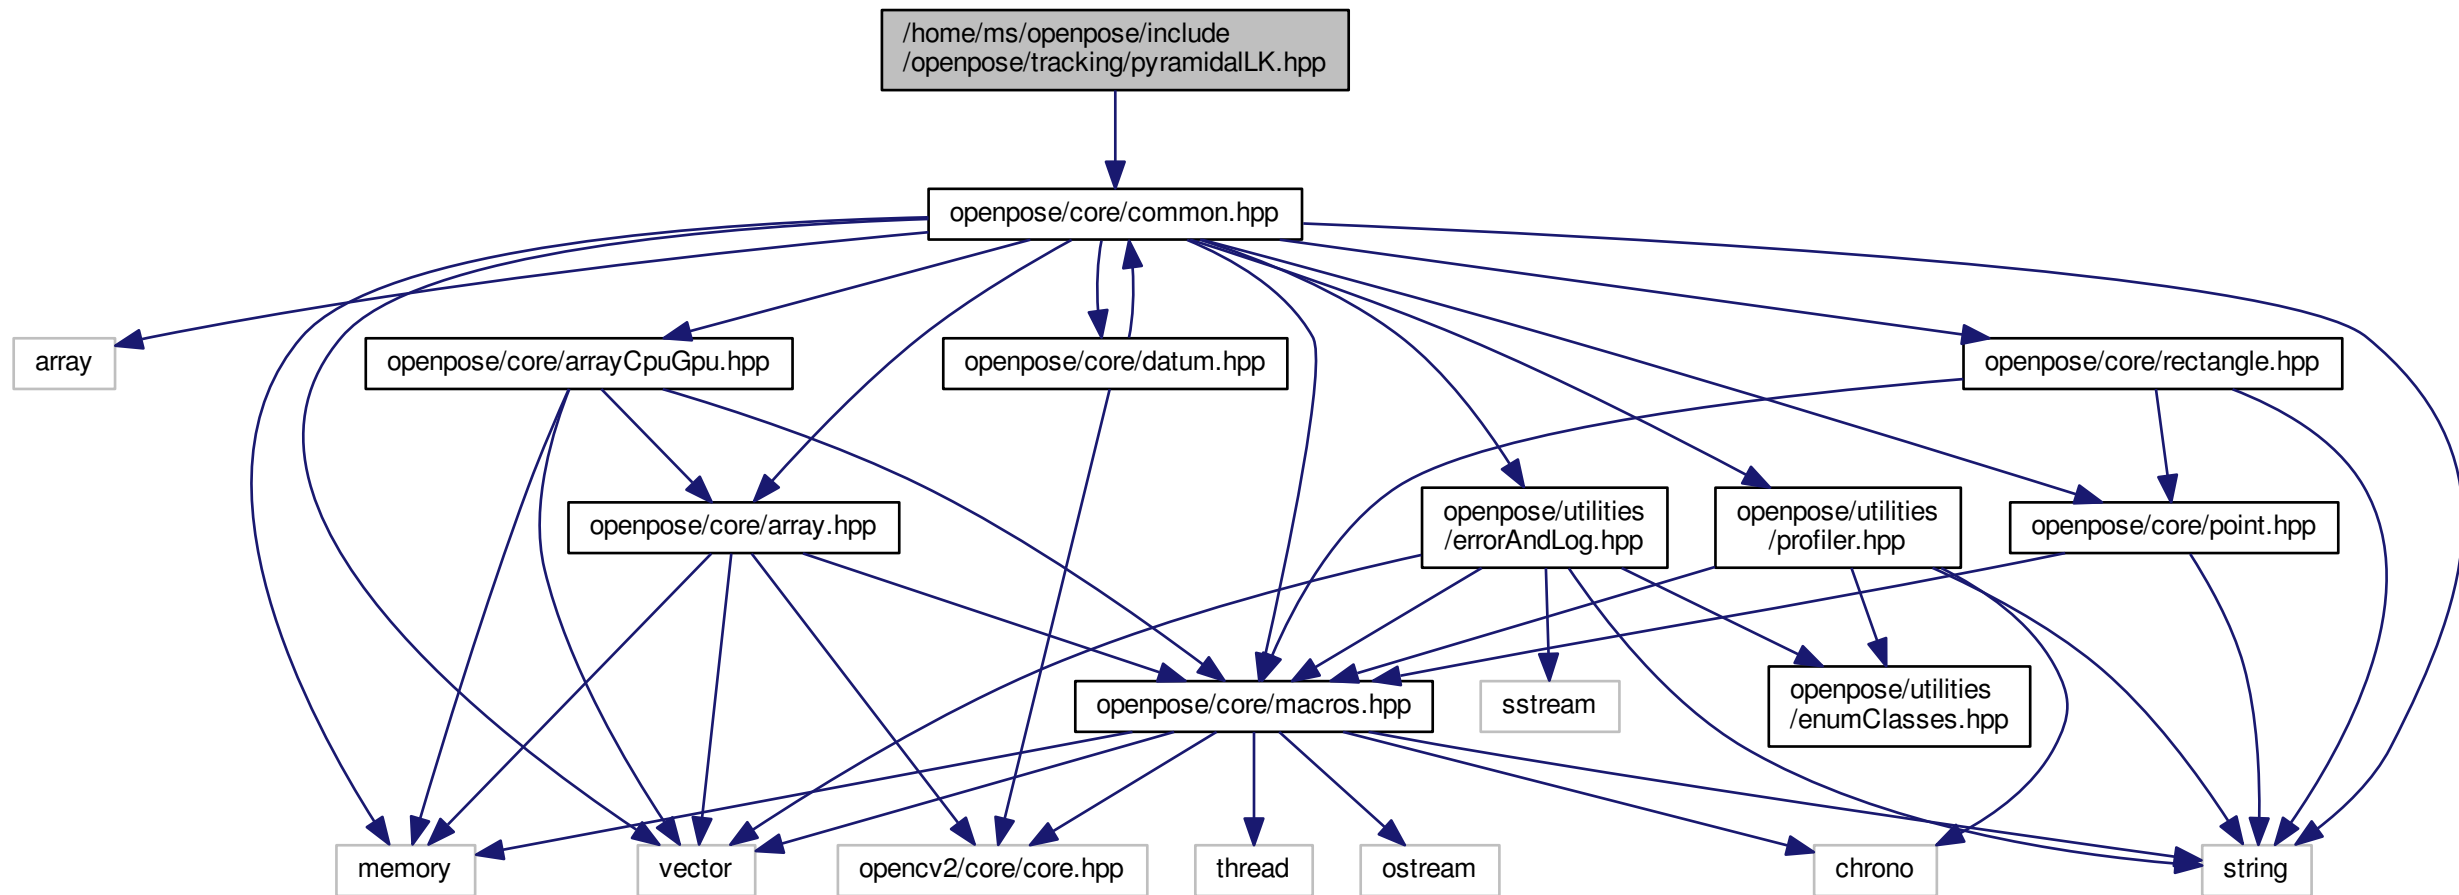 /home/ms/openpose/include
/openpose/tracking/pyramidalLK.hpp
openpose/core/common.hpp
array
openpose/core/arrayCpuGpu.hpp
openpose/core/datum.hpp
openpose/core/rectangle.hpp
openpose/core/array.hpp
openpose/utilities
/errorAndLog.hpp
openpose/utilities
/profiler.hpp
openpose/core/point.hpp
openpose/core/macros.hpp
sstream
openpose/utilities
/enumClasses.hpp
memory
vector
opencv2/core/core.hpp
thread
ostream
chrono
string